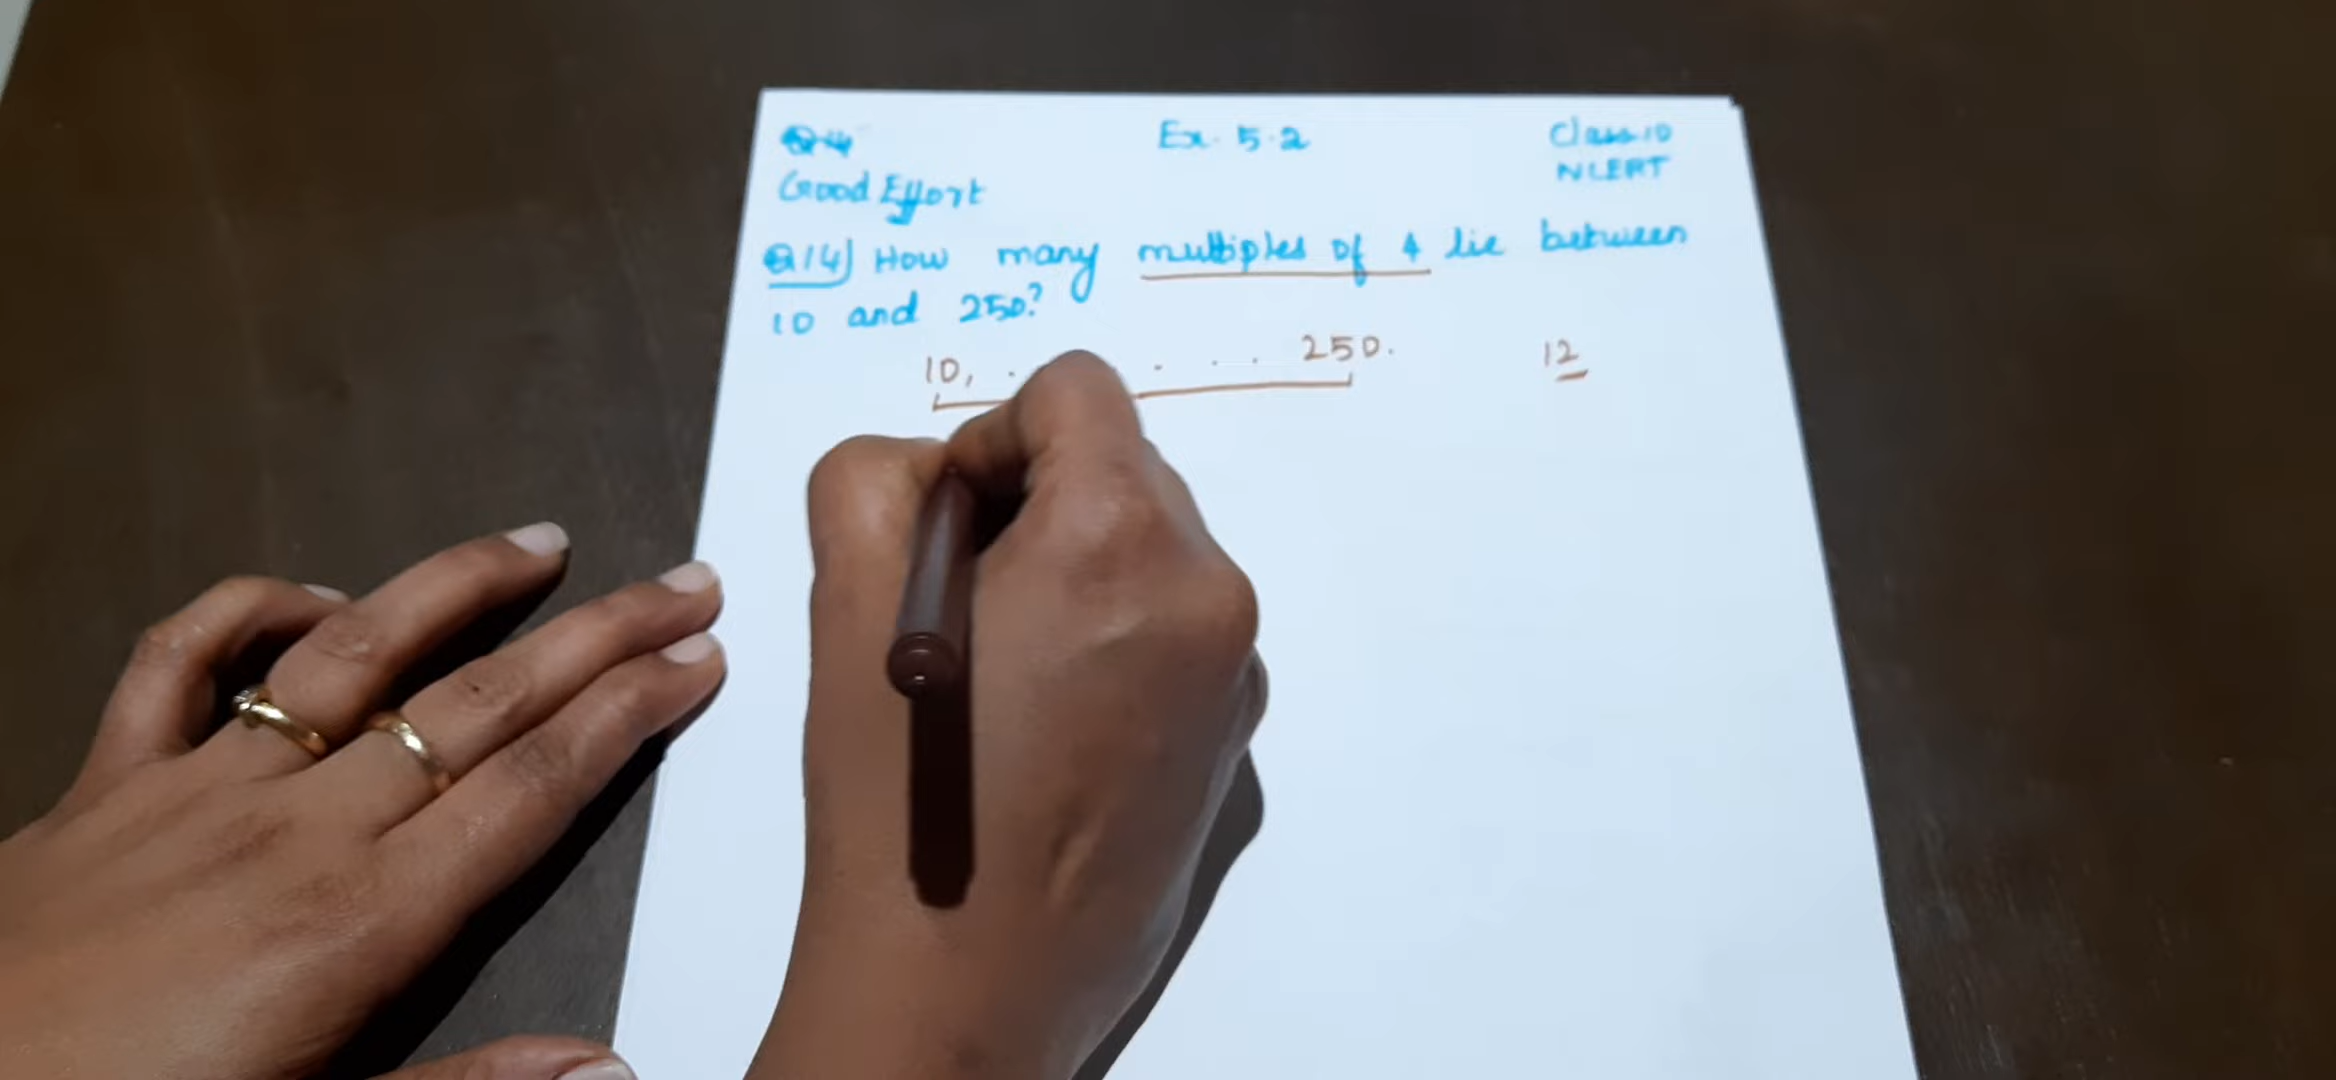 Ex. 5.2
Class 10
NCERT
Good Effort
Q14) How many multiples of 4 lie between
10 and 250?
10, . . . . . 250.
12